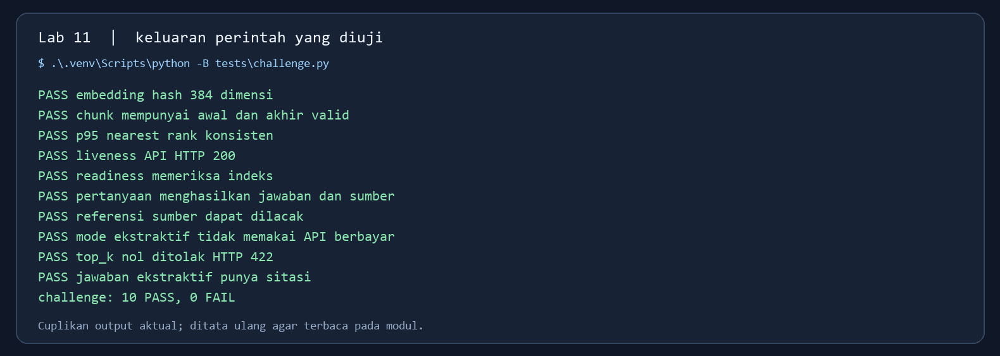 Lab 11 | keluaran perintah yang diuji
$ .\.venv\Scripts\python -B tests\challenge.py
PASS embedding hash 384 dimensi
PASS chunk mempunyai awal dan akhir valid
PASS p95 nearest rank konsisten
PASS liveness API HTTP 200
PASS readiness memeriksa indeks
PASS pertanyaan menghasilkan jawaban dan sumber
PASS referensi sumber dapat dilacak
PASS mode ekstraktif tidak memakai API berbayar
PASS top_k nol ditolak HTTP 422
PASS jawaban ekstraktif punya sitasi
challenge: 10 PASS, 0 FAIL
Cuplikan output aktual; ditata ulang agar terbaca pada modul.